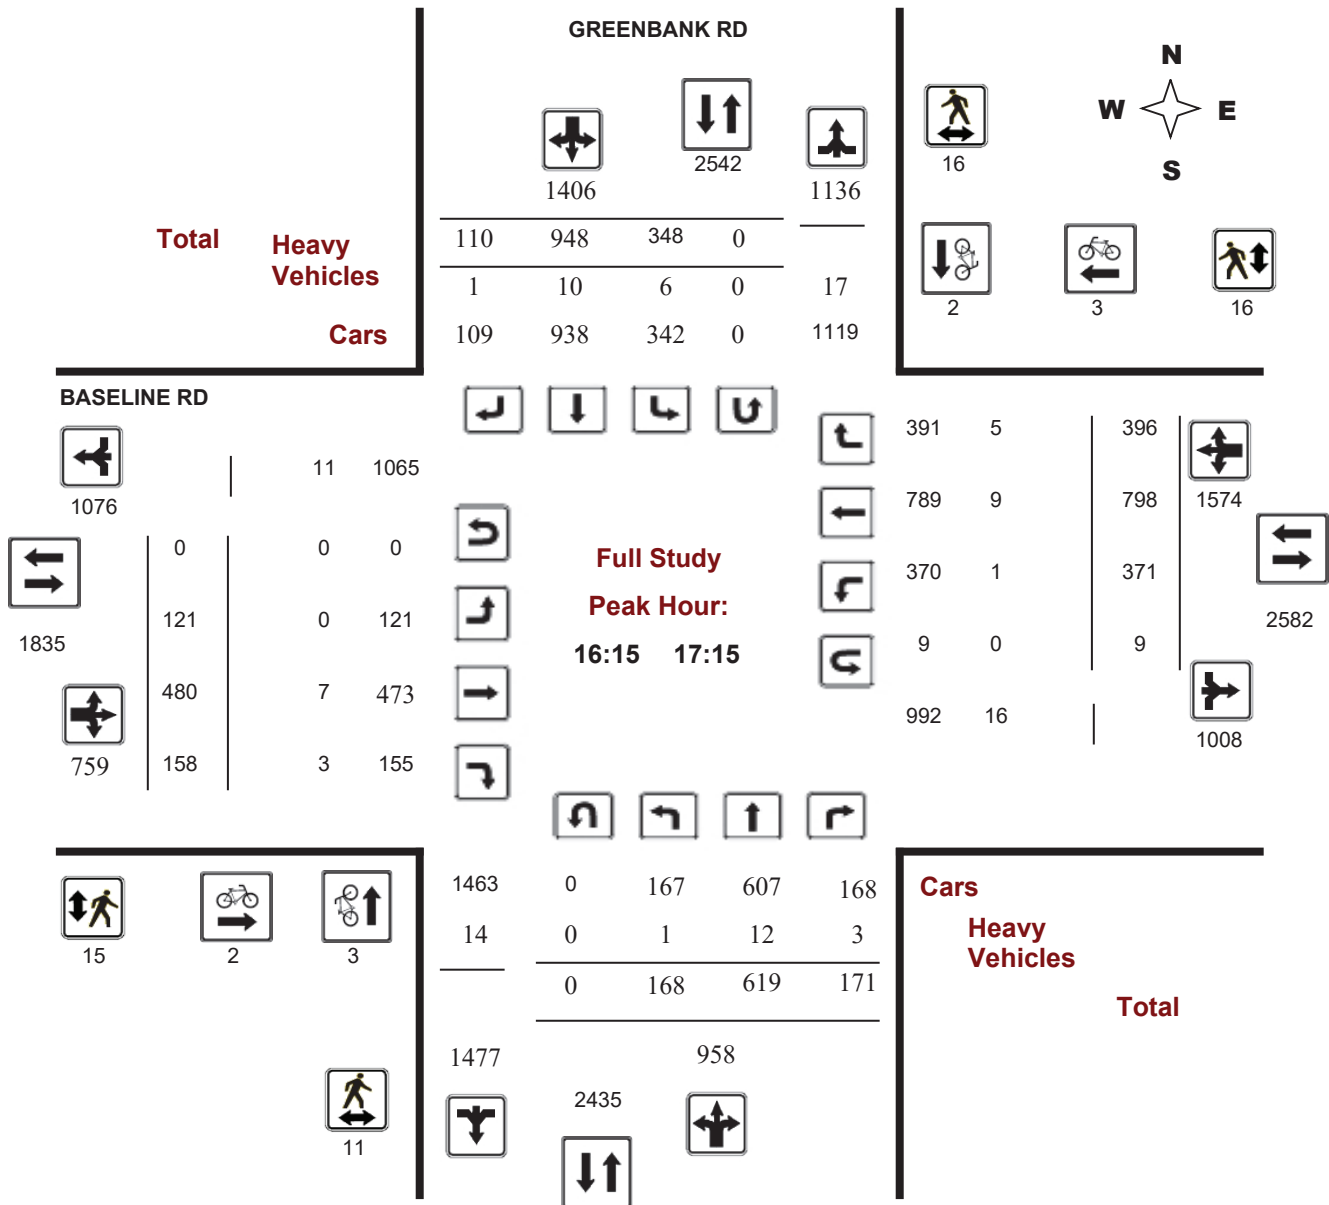 GREENBANK RD
N
W E
S
1406
2542
1136
16
Total
Heavy
Vehicles
Cars
110 948 348 0
1 10 6 0 17
109 938 342 0 1119
2
3
16
BASELINE RD
1076
11 1065
0 0 0
1835
121 0 121
480 7 473
759
158 3 155
Full Study
Peak Hour:
16:15 17:15
391 5 396
789 9 798
1574
370 1 371
2582
9 0 9
992 16
1008
15
2
3
11
1463 0 167 607 168
14 0 1 12 3
0 168 619 171
1477
958
2435
Cars
Heavy
Vehicles
Total